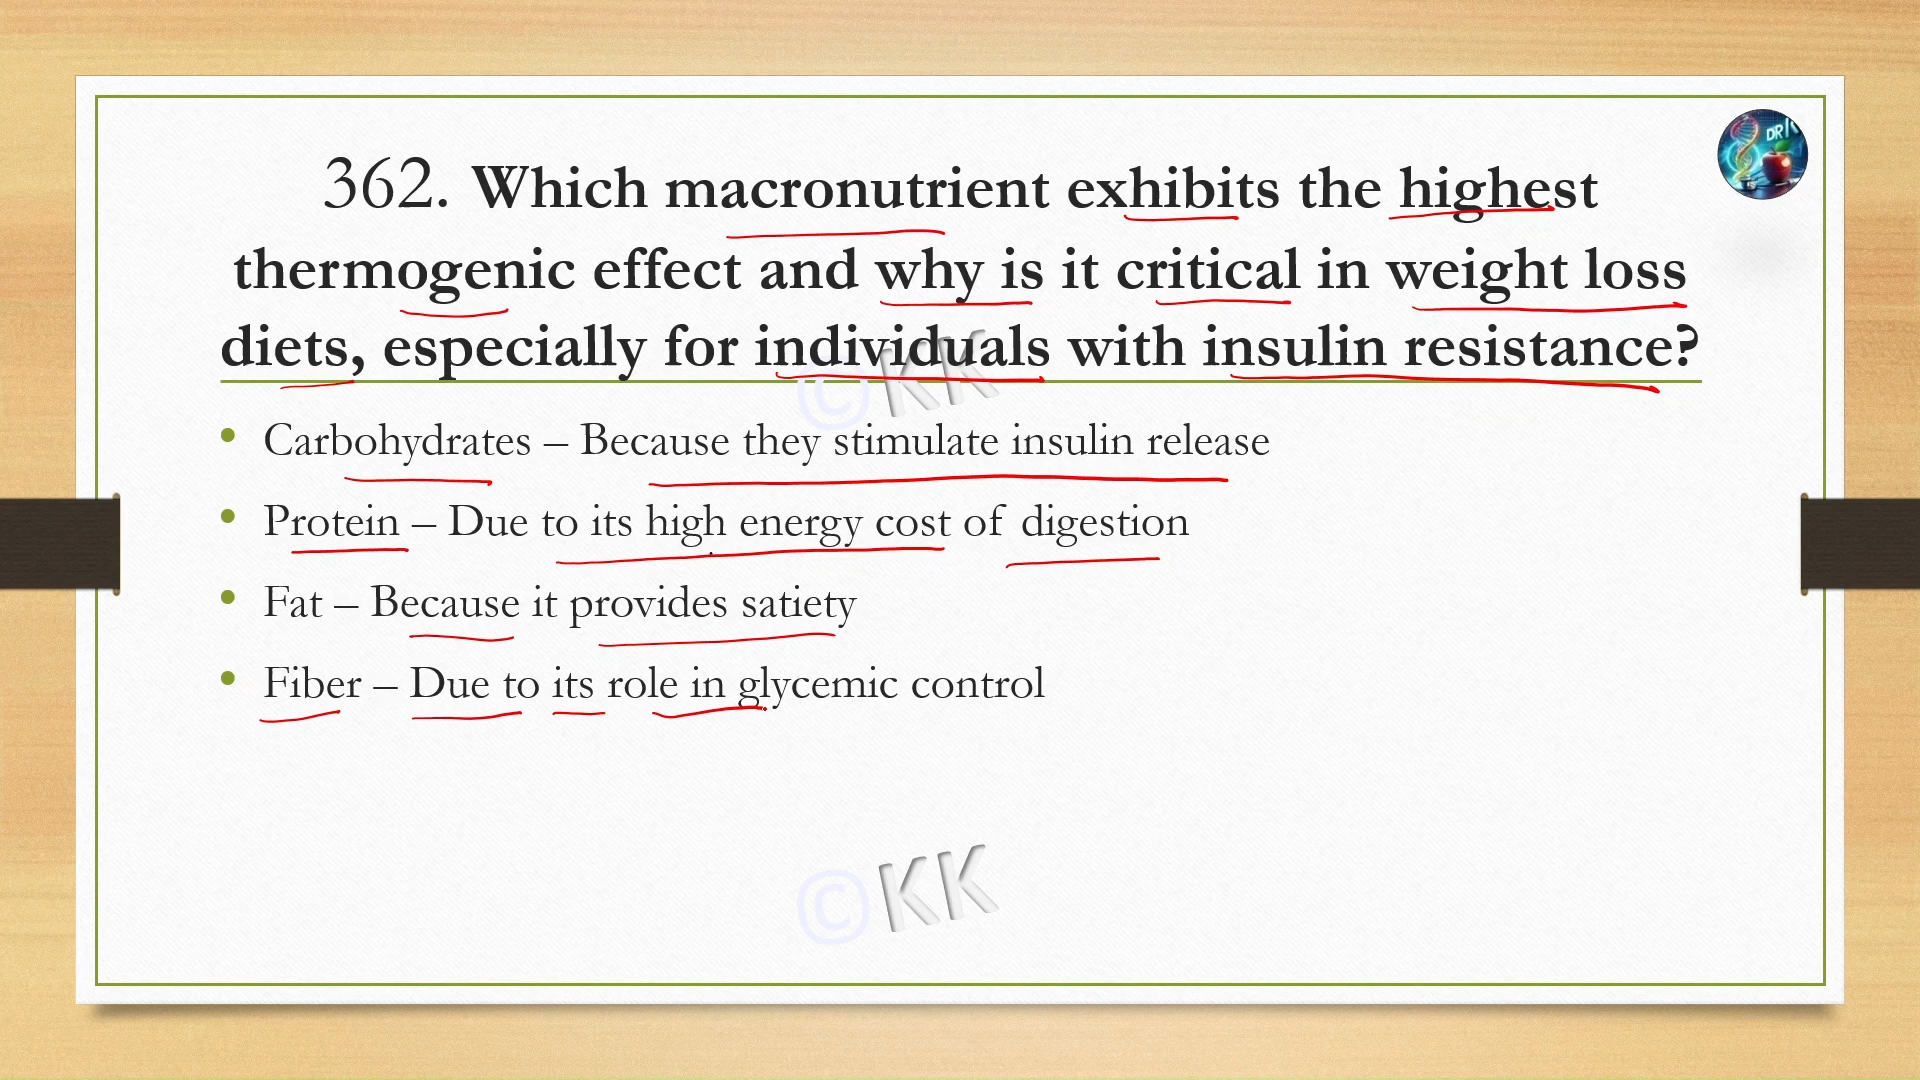 362. Which macronutrient exhibits the highest
thermogenic effect and why is it critical in weight loss
diets, especially for individuals with insulin resistance?
• Carbohydrates – Because they stimulate insulin release
• Protein – Due to its high energy cost of digestion
• Fat – Because it provides satiety
• Fiber – Due to its role in glycemic control
©KK
©KK